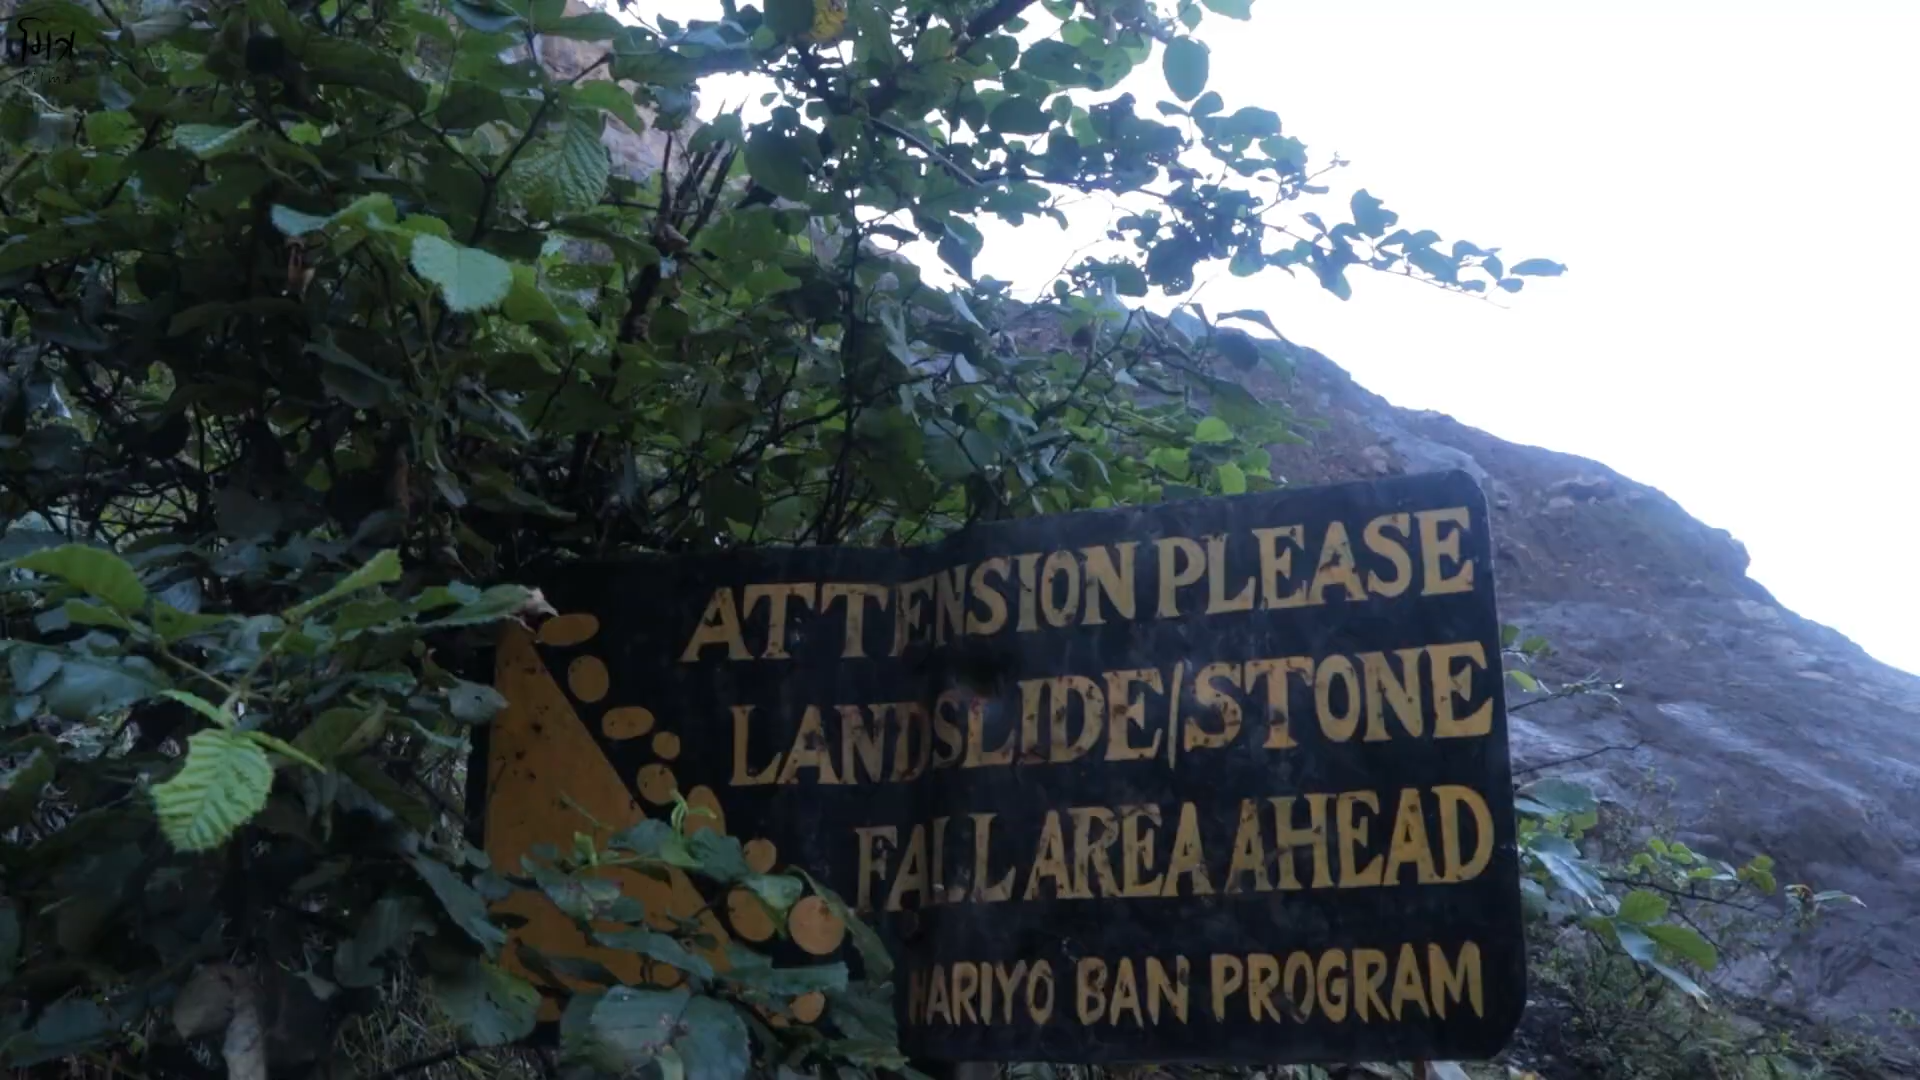 ATTENSION PLEASE
LANDSLIDE/STONE
FALL AREA AHEAD
HARIYO BAN PROGRAM